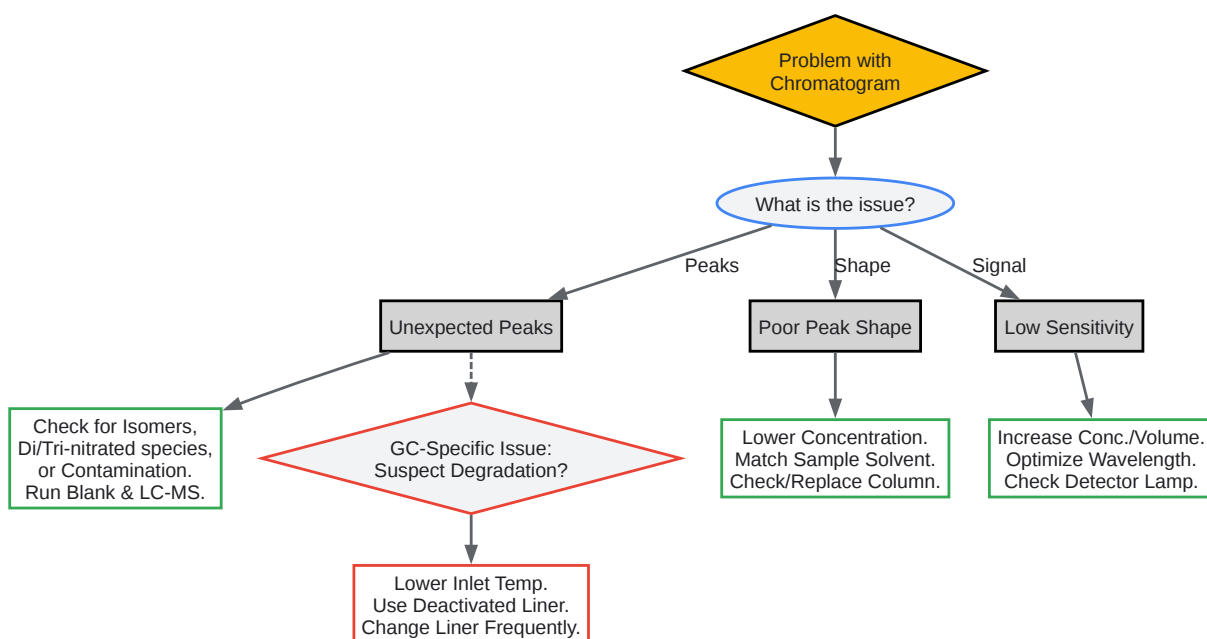 Problem with
Chromatogram
What is the issue?
Peaks
Shape
Signal
Unexpected Peaks
Poor Peak Shape
Low Sensitivity
Check for Isomers,
Di/Tri-nitrated species,
or Contamination.
Run Blank & LC-MS.
GC-Specific Issue:
Suspect Degradation?
Lower Concentration.
Match Sample Solvent.
Check/Replace Column.
Increase Conc./Volume.
Optimize Wavelength.
Check Detector Lamp.
Lower Inlet Temp.
Use Deactivated Liner.
Change Liner Frequently.